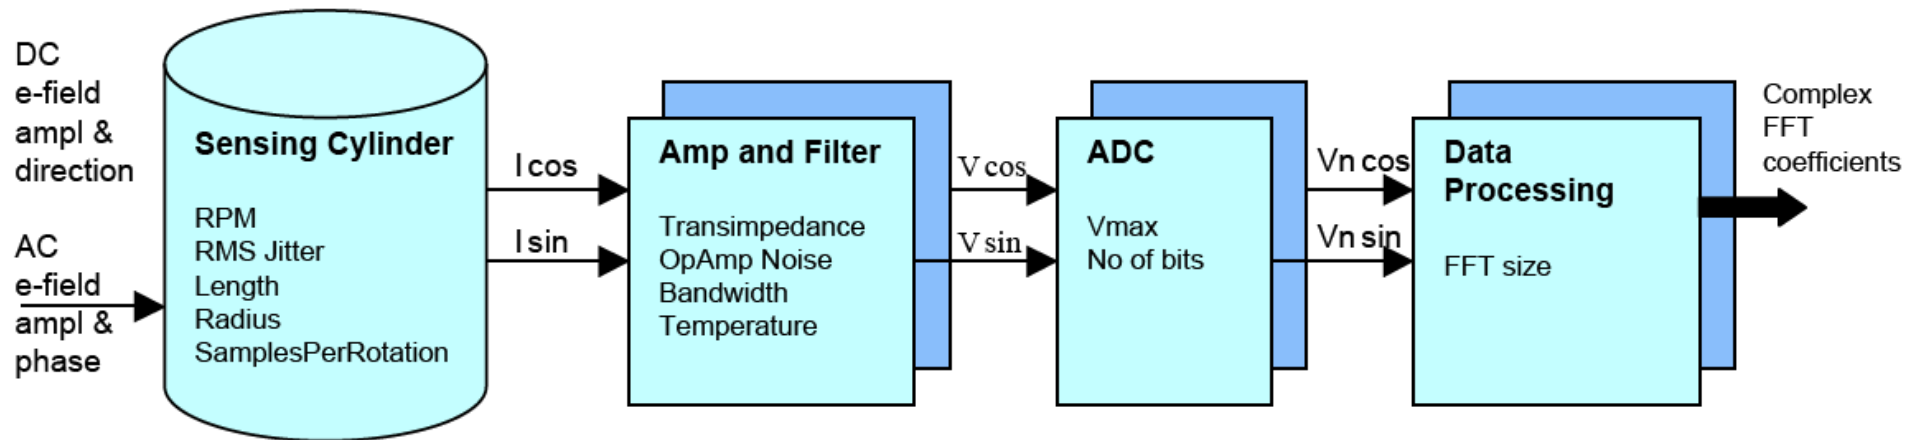 DC
e-field
ampl &
direction
AC
e-field
ampl &
phase
Sensing Cylinder
RPM
RMS Jitter
Length
Radius
SamplesPerRotation
I cos
I sin
Amp and Filter
Transimpedance
OpAmp Noise
Bandwidth
Temperature
V cos
V sin
ADC
Vmax
No of bits
Vn cos
Vn sin
Data
Processing
FFT size
Complex
FFT
coefficients